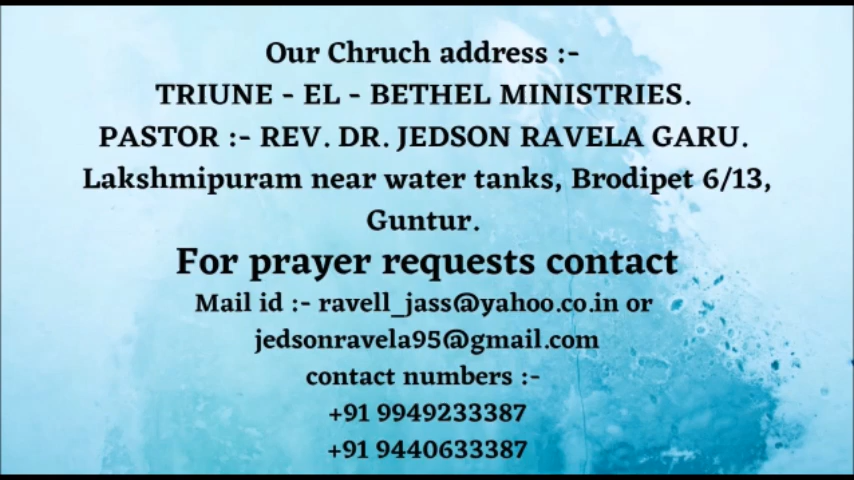 Our Chruch address :-
TRIUNE - EL - BETHEL MINISTRIES.
PASTOR :- REV. DR. JEDSON RAVELA GARU.
Lakshmipuram near water tanks, Brodipet 6/13,
Guntur.
For prayer requests contact
Mail id :- ravell_jass@yahoo.co.in or
jedsonravela95@gmail.com
contact numbers :-
+91 9949233387
+91 9440633387